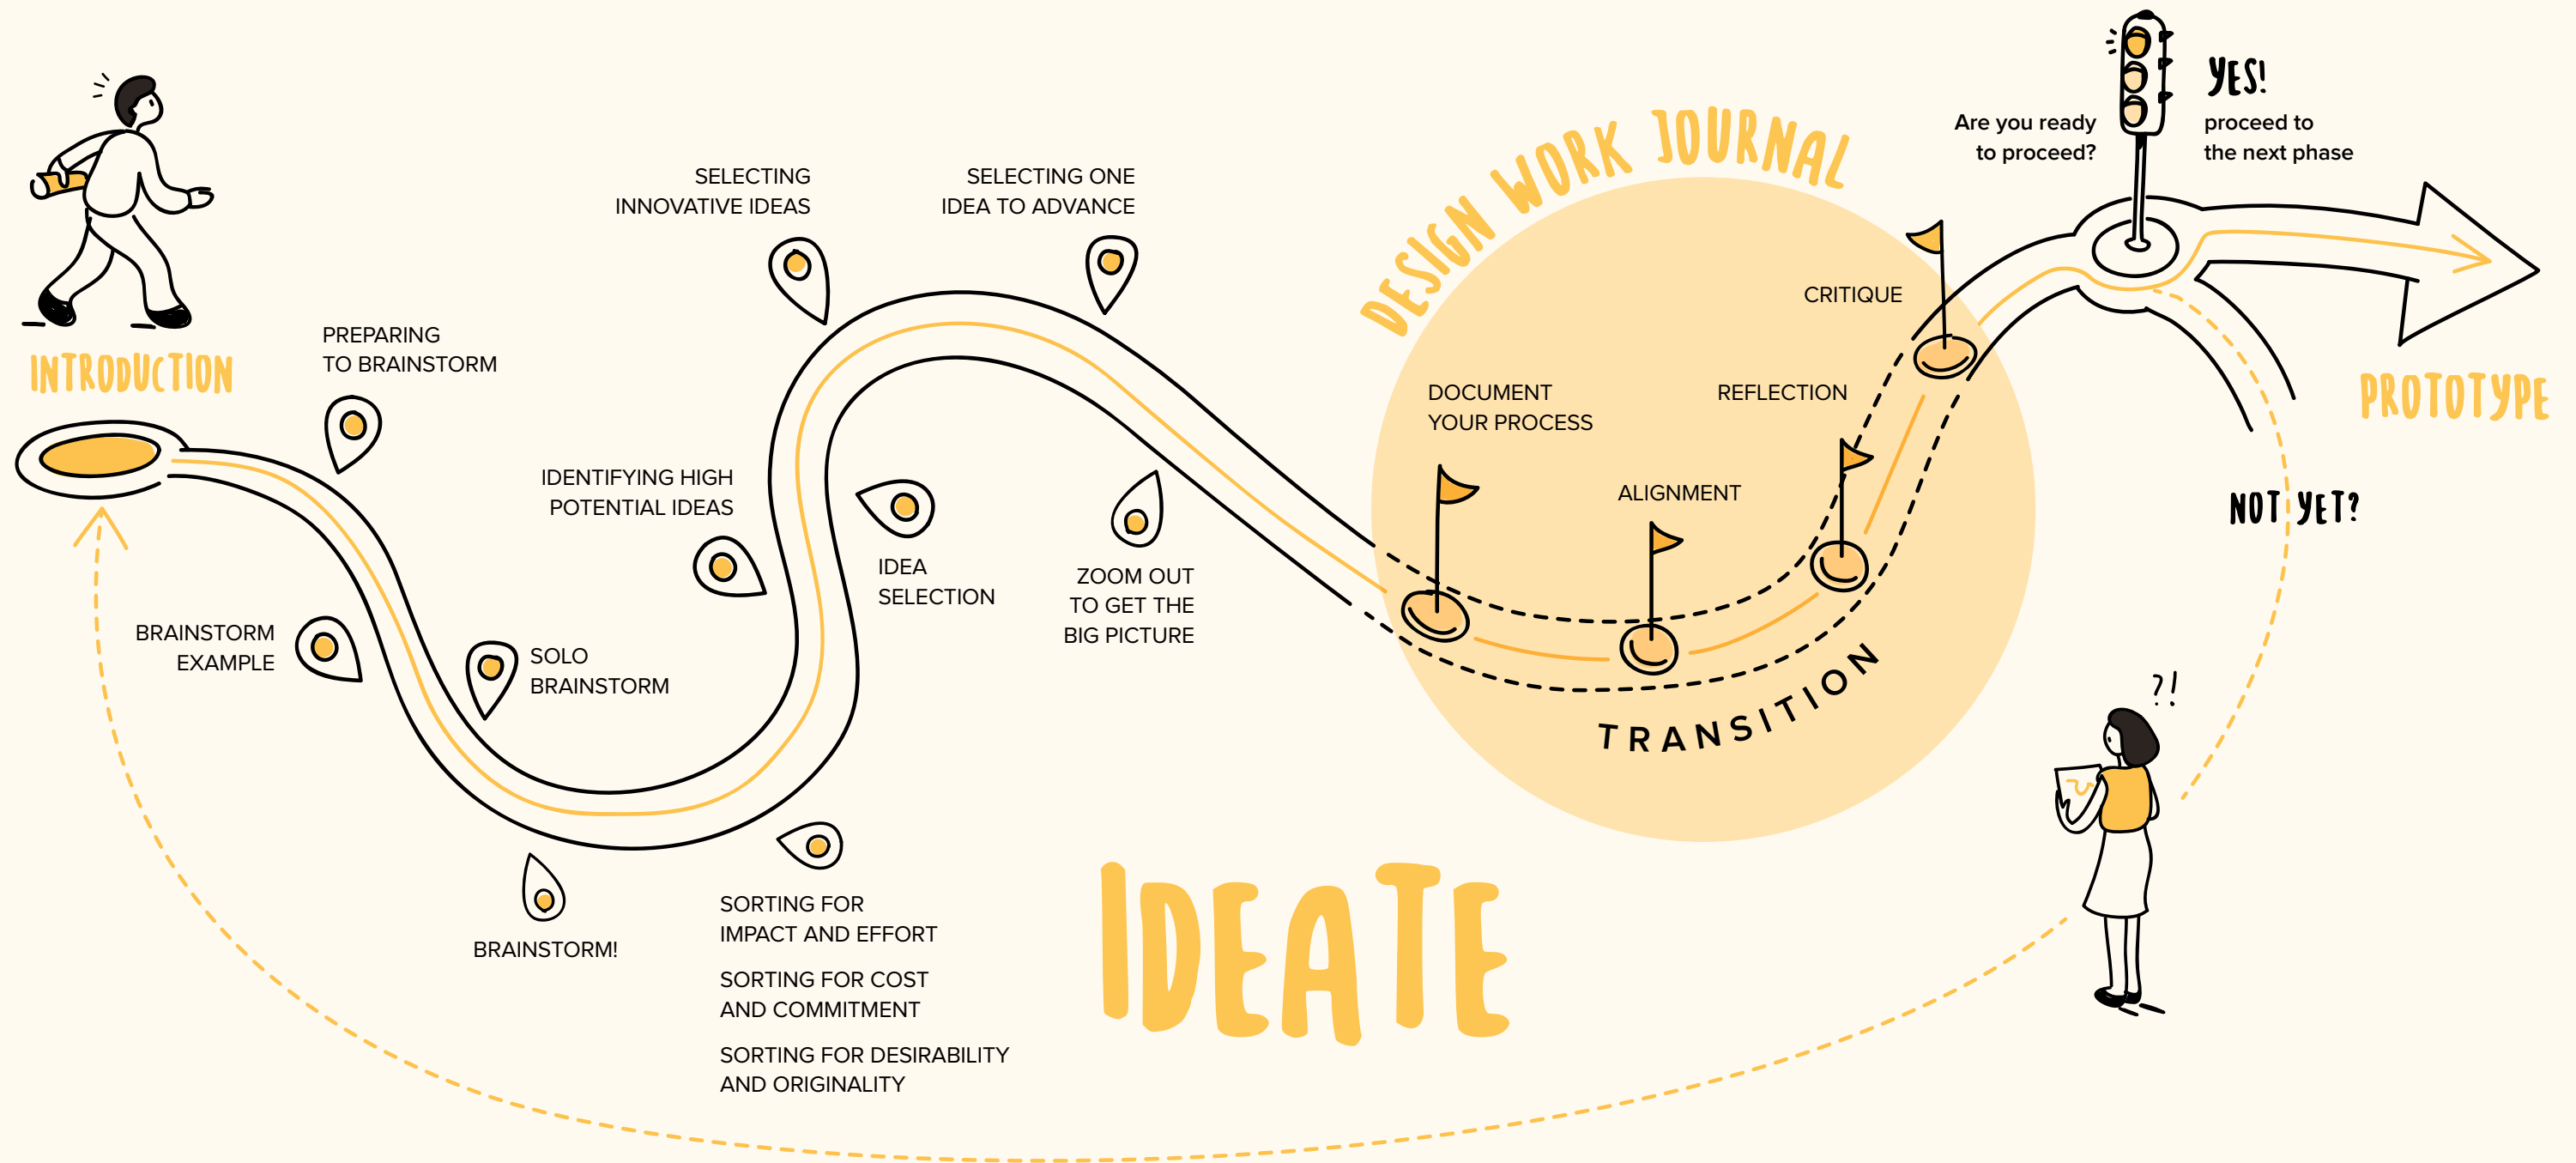 INTRODUCTION
PREPARING
TO BRAINSTORM
BRAINSTORM
EXAMPLE
SOLO
BRAINSTORM
BRAINSTORM!
SORTING FOR
IMPACT AND EFFORT
SORTING FOR COST
AND COMMITMENT
SORTING FOR DESIRABILITY
AND ORIGINALITY
IDENTIFYING HIGH
POTENTIAL IDEAS
IDEA
SELECTION
SELECTING
INNOVATIVE IDEAS
SELECTING ONE
IDEA TO ADVANCE
ZOOM OUT
TO GET THE
BIG PICTURE
IDEATE
DESIGN WORK JOURNAL
DOCUMENT
YOUR PROCESS
ALIGNMENT
REFLECTION
CRITIQUE
TRANSITION
Are you ready
to proceed?
YES!
proceed to
the next phase
PROTOTYPE
NOT YET?
?!